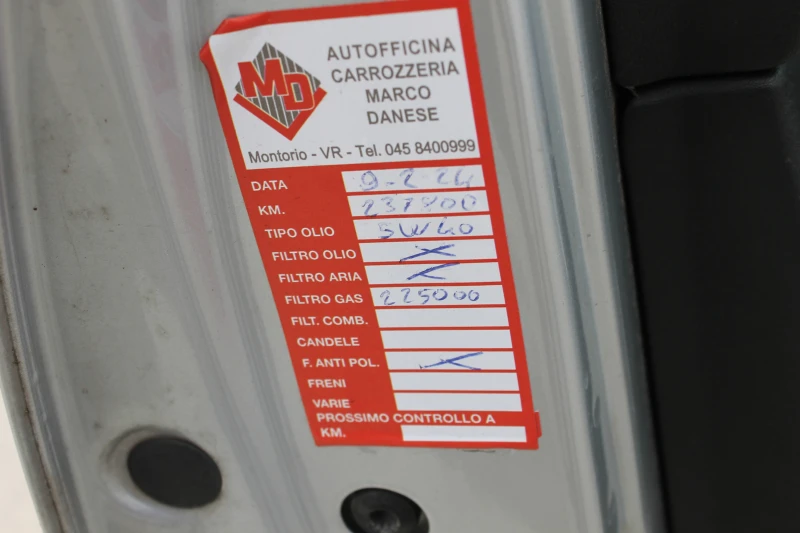 MD
AUTOFFICINA
CARROZZERIA
MARCO
DANESE
Montorio - VR - Tel. 045 8400999
DATA 9-2 24
KM. 237400
TIPO OLIO 5W40
FILTRO OLIO X
FILTRO ARIA X
FILTRO GAS 225000
FILT. COMB.
CANDELE
F. ANTI POL. X
FRENI
VARIE
PROSSIMO CONTROLLO A
KM.